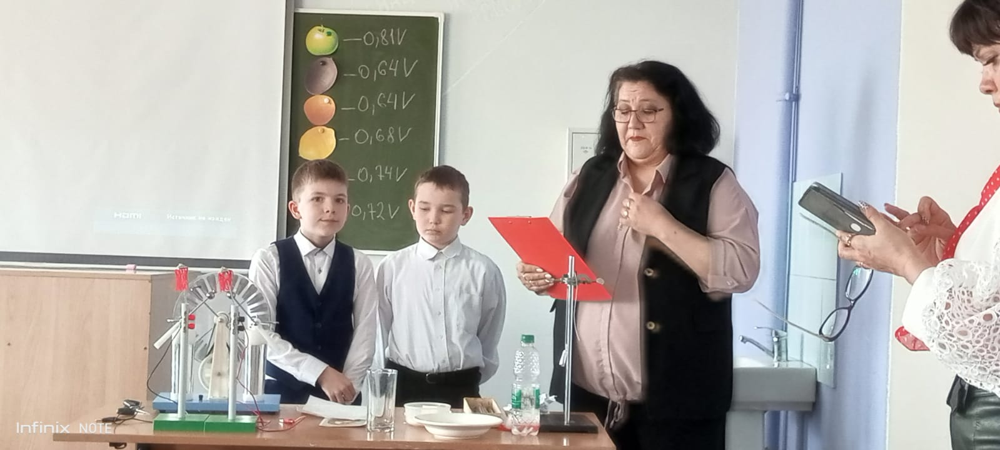 —0,81V
—0,64V
—0,64V
—0,68V
—0,74V
0,72V
HDMI Источник не найден
Infinix NOTE